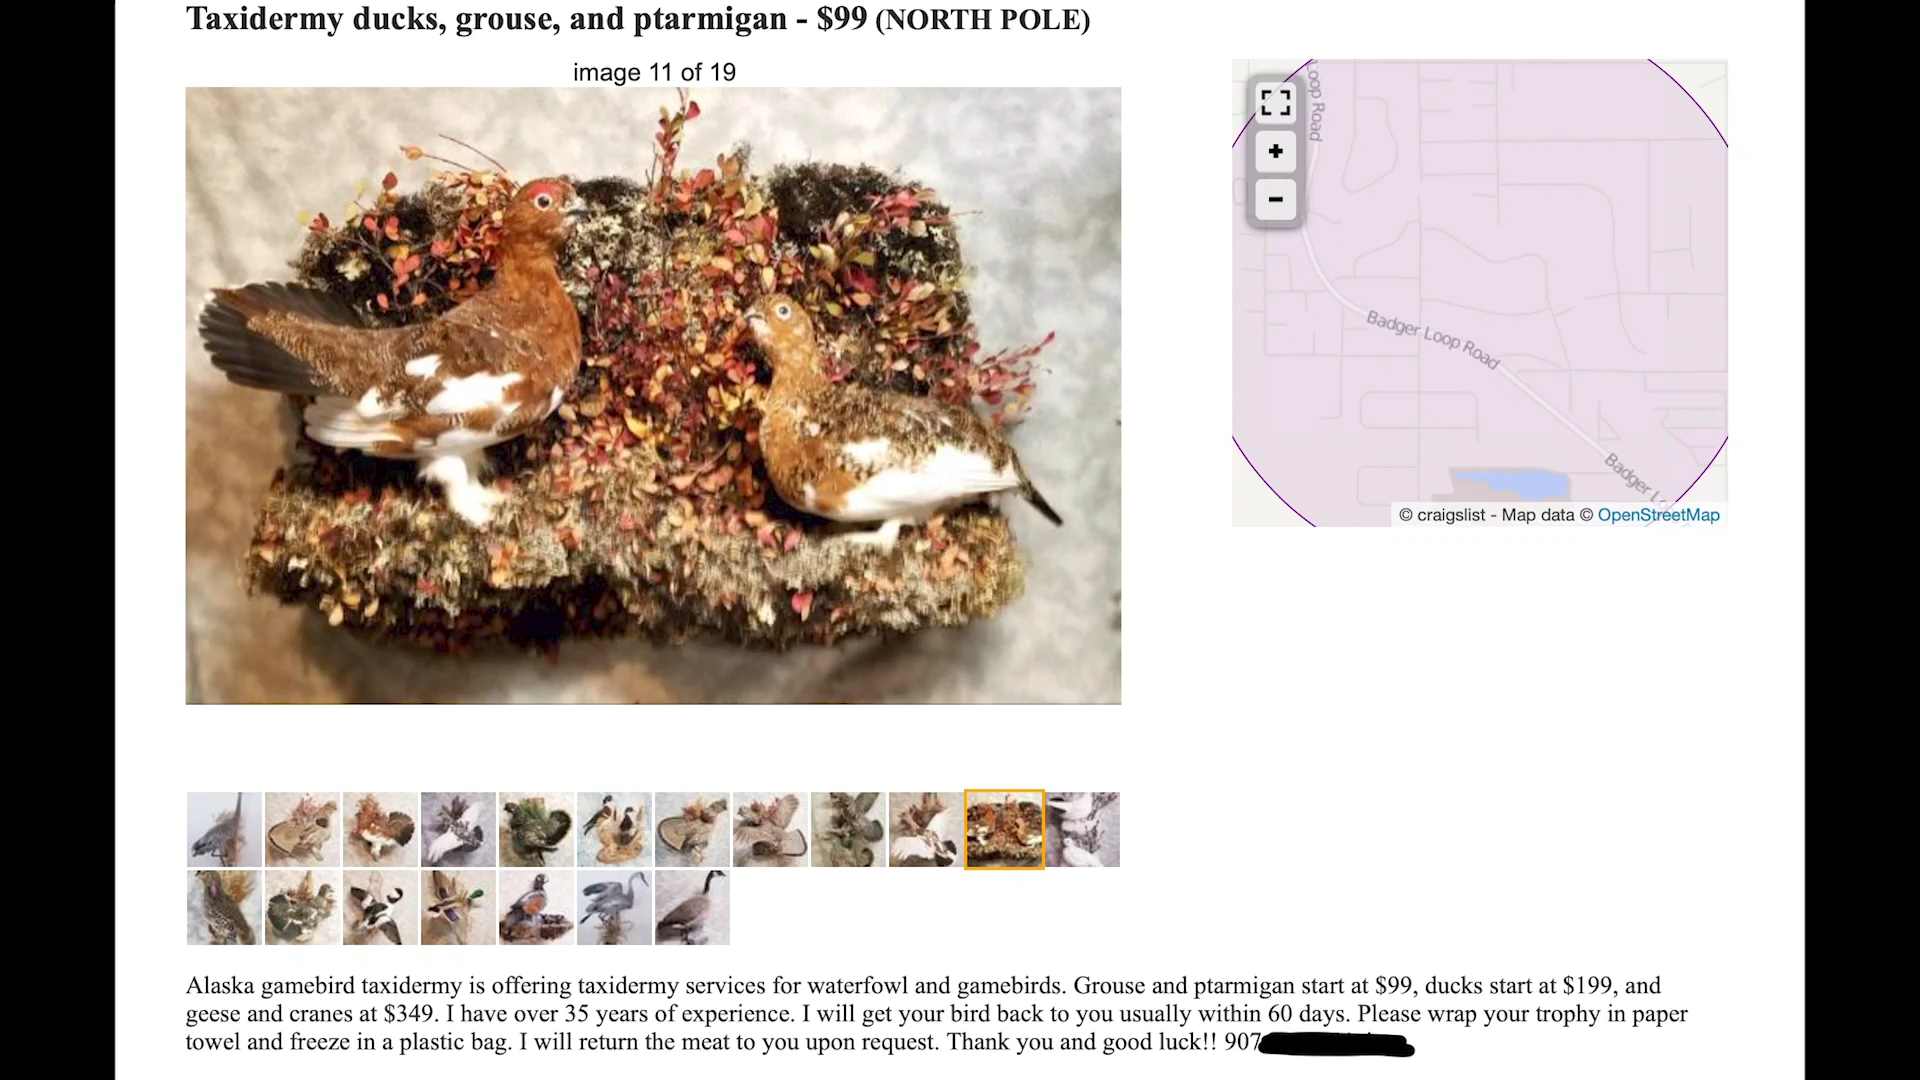 Taxidermy ducks, grouse, and ptarmigan - $99 (NORTH POLE)
image 11 of 19
Loop Road
+
-
Badger Loop Road
Badger Lo
© craigslist - Map data © OpenStreetMap
Alaska gamebird taxidermy is offering taxidermy services for waterfowl and gamebirds. Grouse and ptarmigan start at $99, ducks start at $199, and
geese and cranes at $349. I have over 35 years of experience. I will get your bird back to you usually within 60 days. Please wrap your trophy in paper
towel and freeze in a plastic bag. I will return the meat to you upon request. Thank you and good luck!! 907